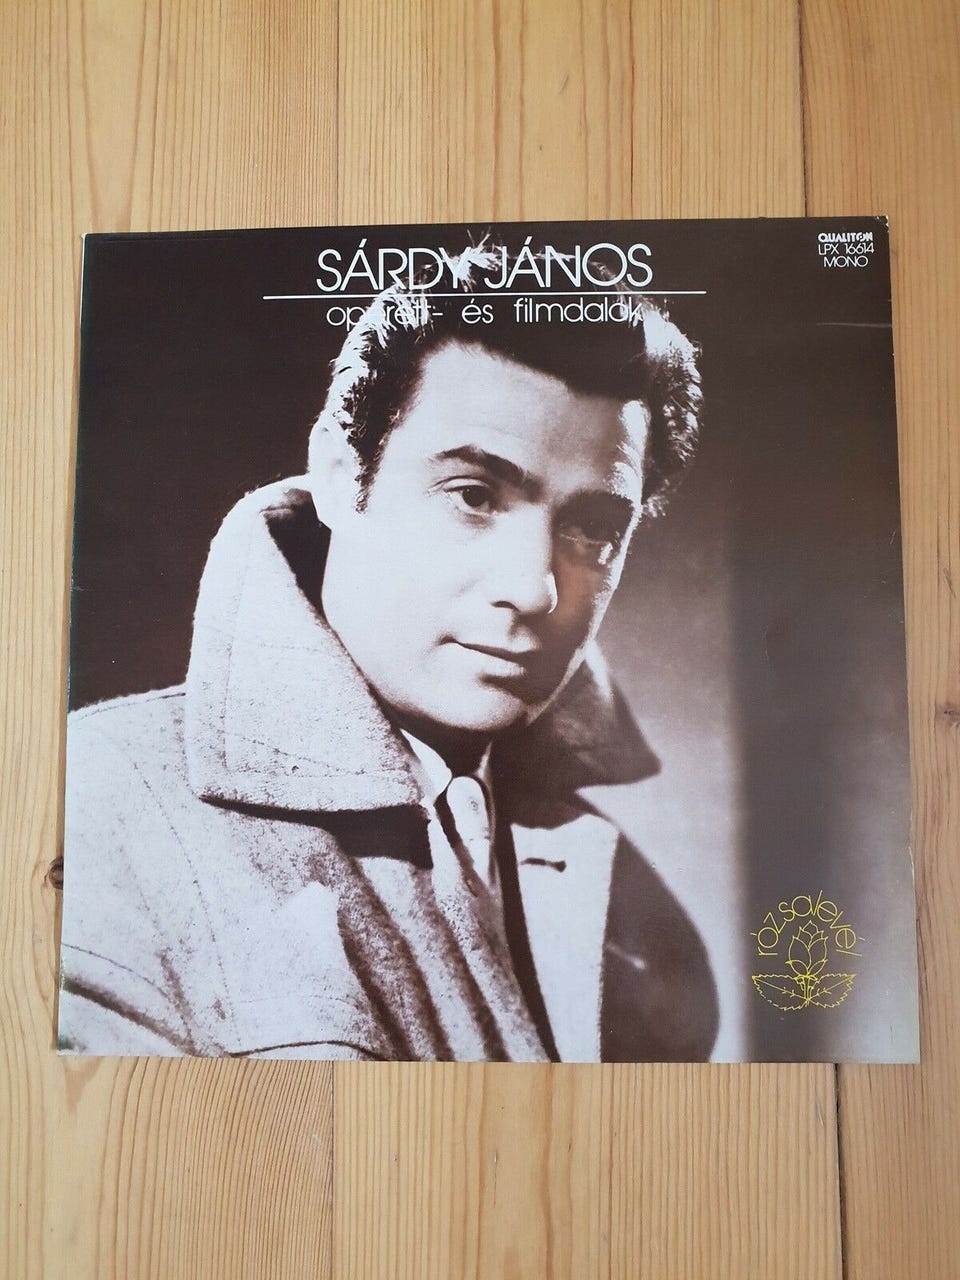 SÁRDY JÁNOS
operett- és filmdalok
QUALITON
LPX 16614
MONO
rózsalevél